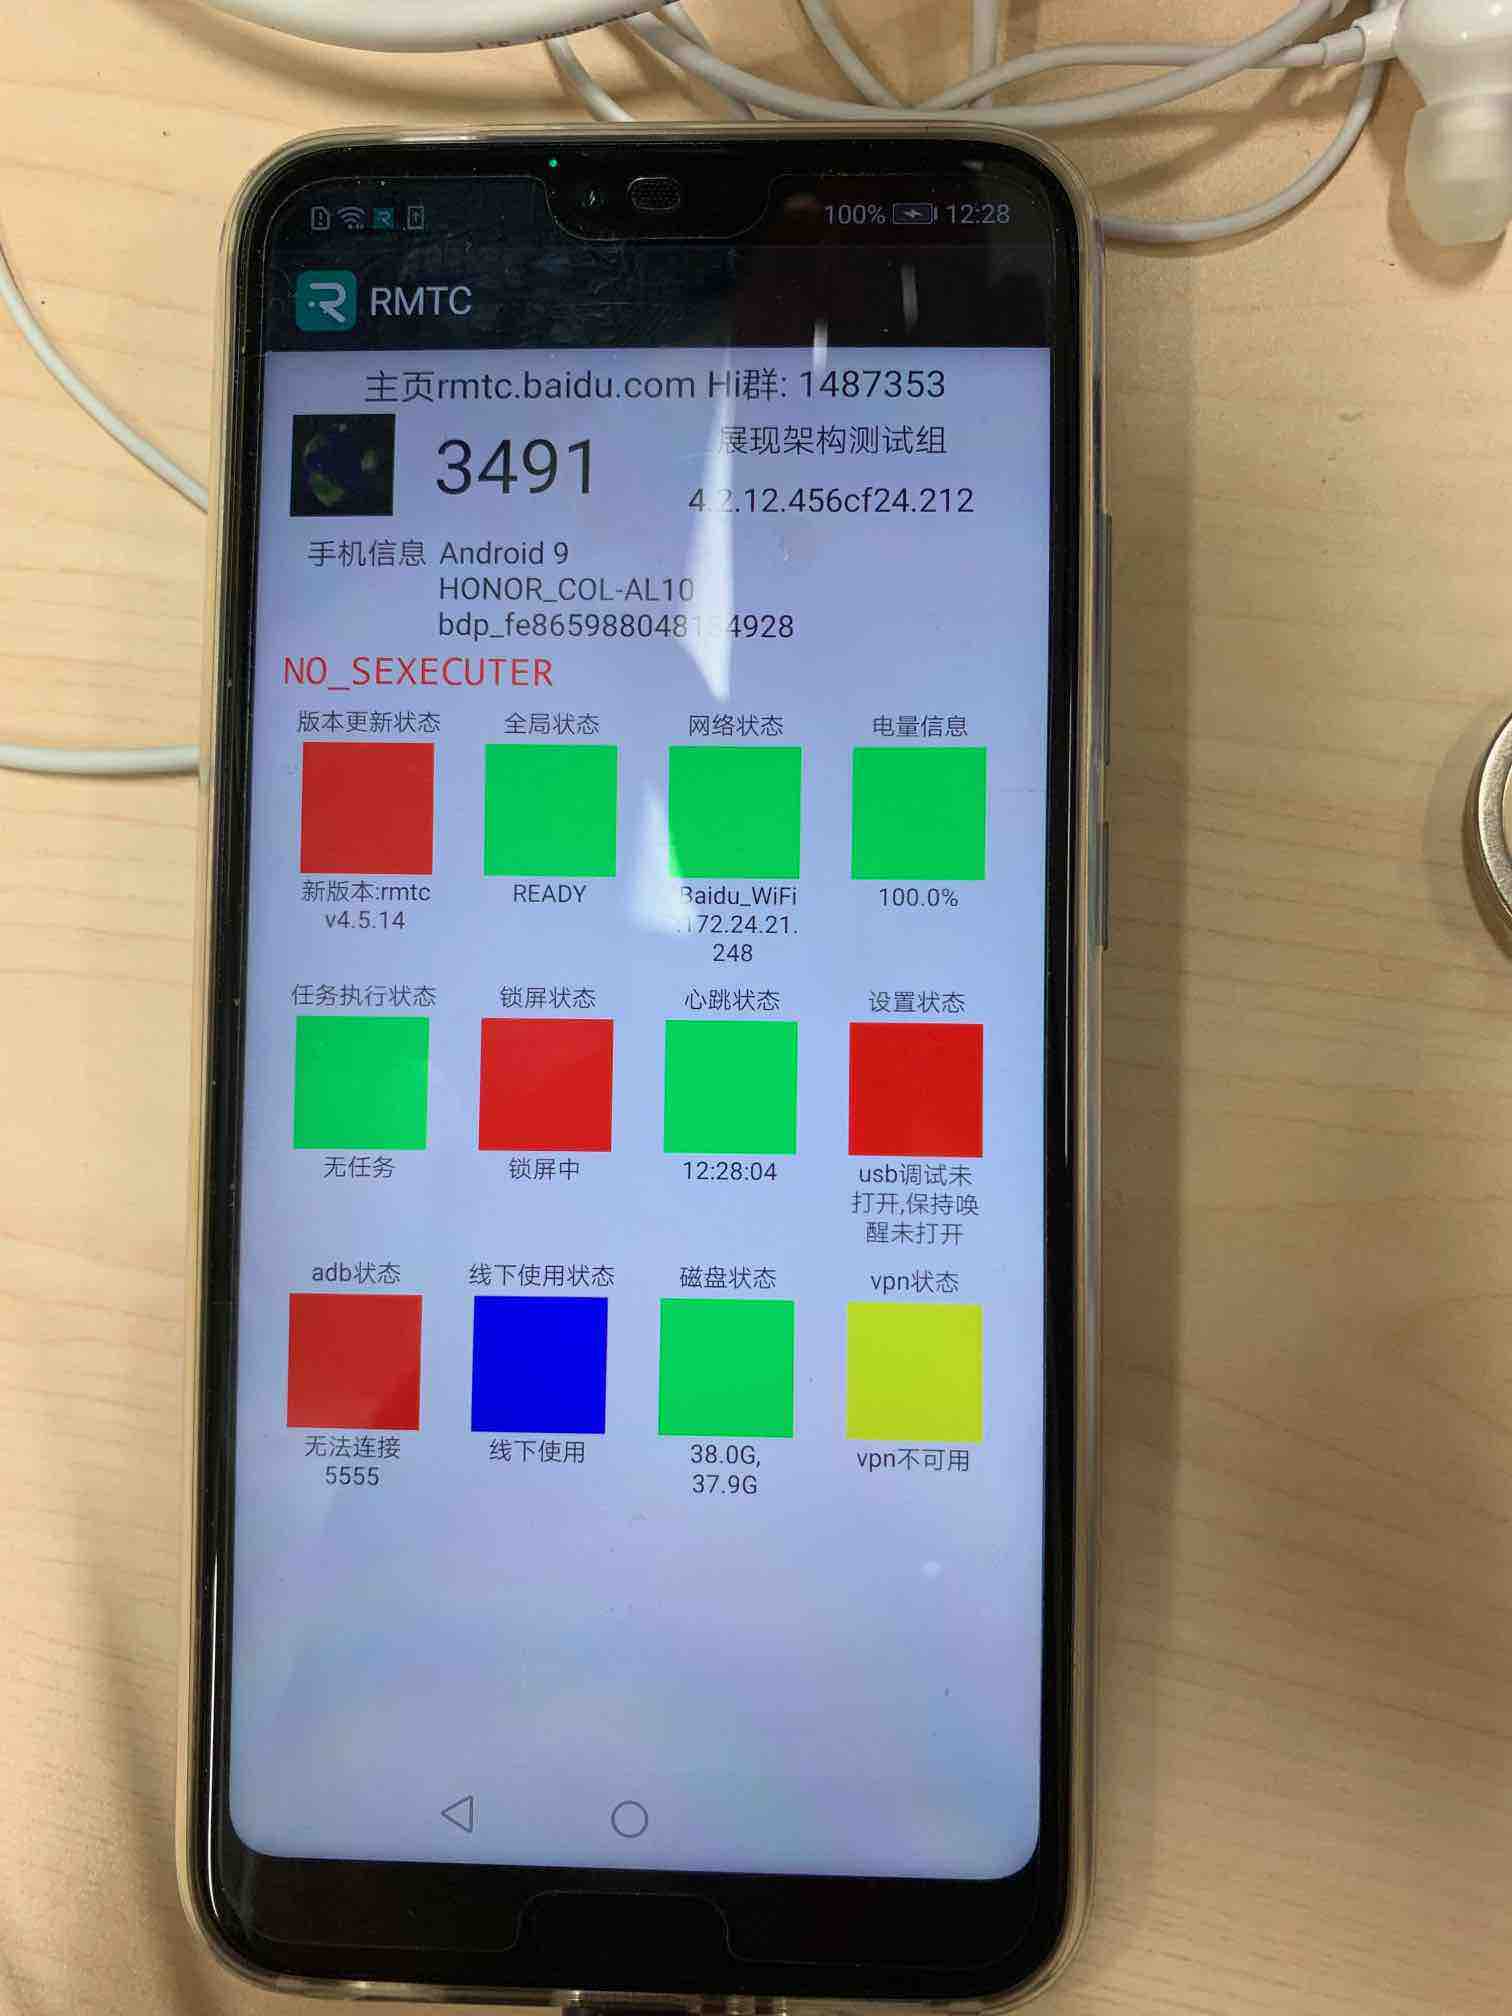 100% 12:28
RMTC
主页rmtc.baidu.com Hi群: 1487353
3491
展现架构测试组
4.2.12.456cf24.212
手机信息 Android 9
HONOR_COL-AL10
NO_SEXECUTER
版本更新状态 全局状态 网络状态 电量信息
新版本:rmtc READY Baidu_WiFi 100.0%
v4.5.14 172.24.21.
248
任务执行状态 锁屏状态 心跳状态 设置状态
无任务 锁屏中 12:28:04 usb调试未
打开,保持唤
醒未打开
adb状态 线下使用状态 磁盘状态 vpn状态
无法连接 线下使用 38.0G, vpn不可用
5555 37.9G